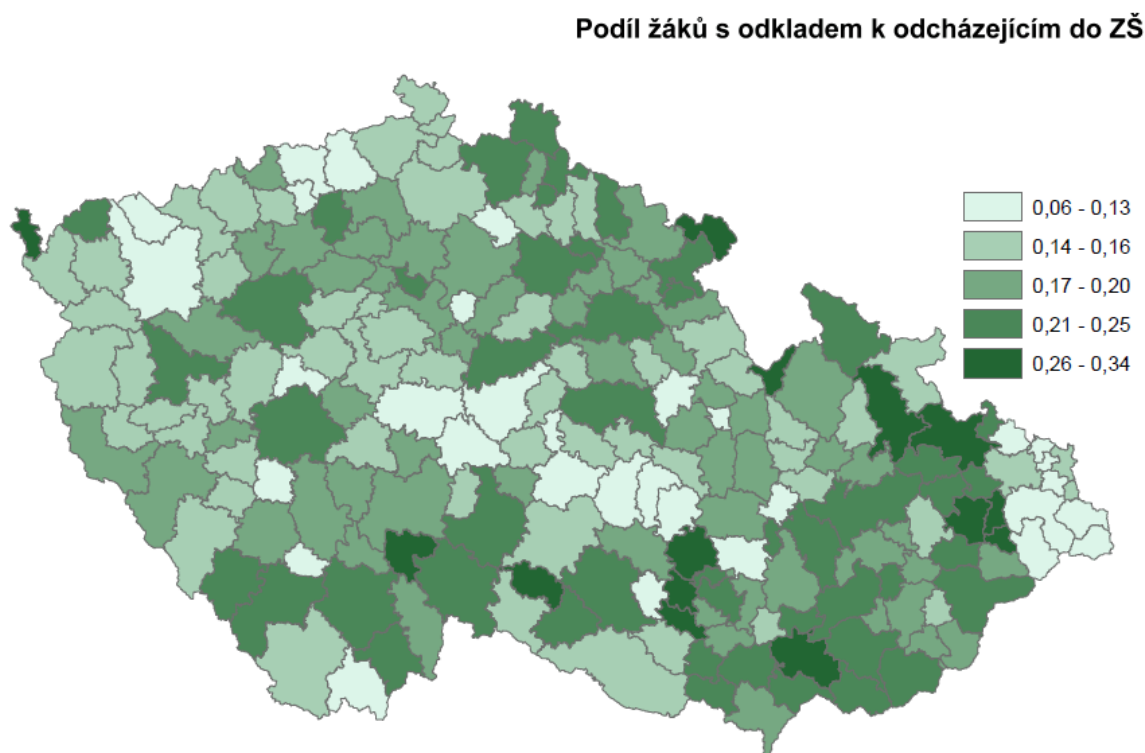 Podíl žáků s odkladem k odcházejícím do ZŠ
0,06 - 0,13
0,14 - 0,16
0,17 - 0,20
0,21 - 0,25
0,26 - 0,34